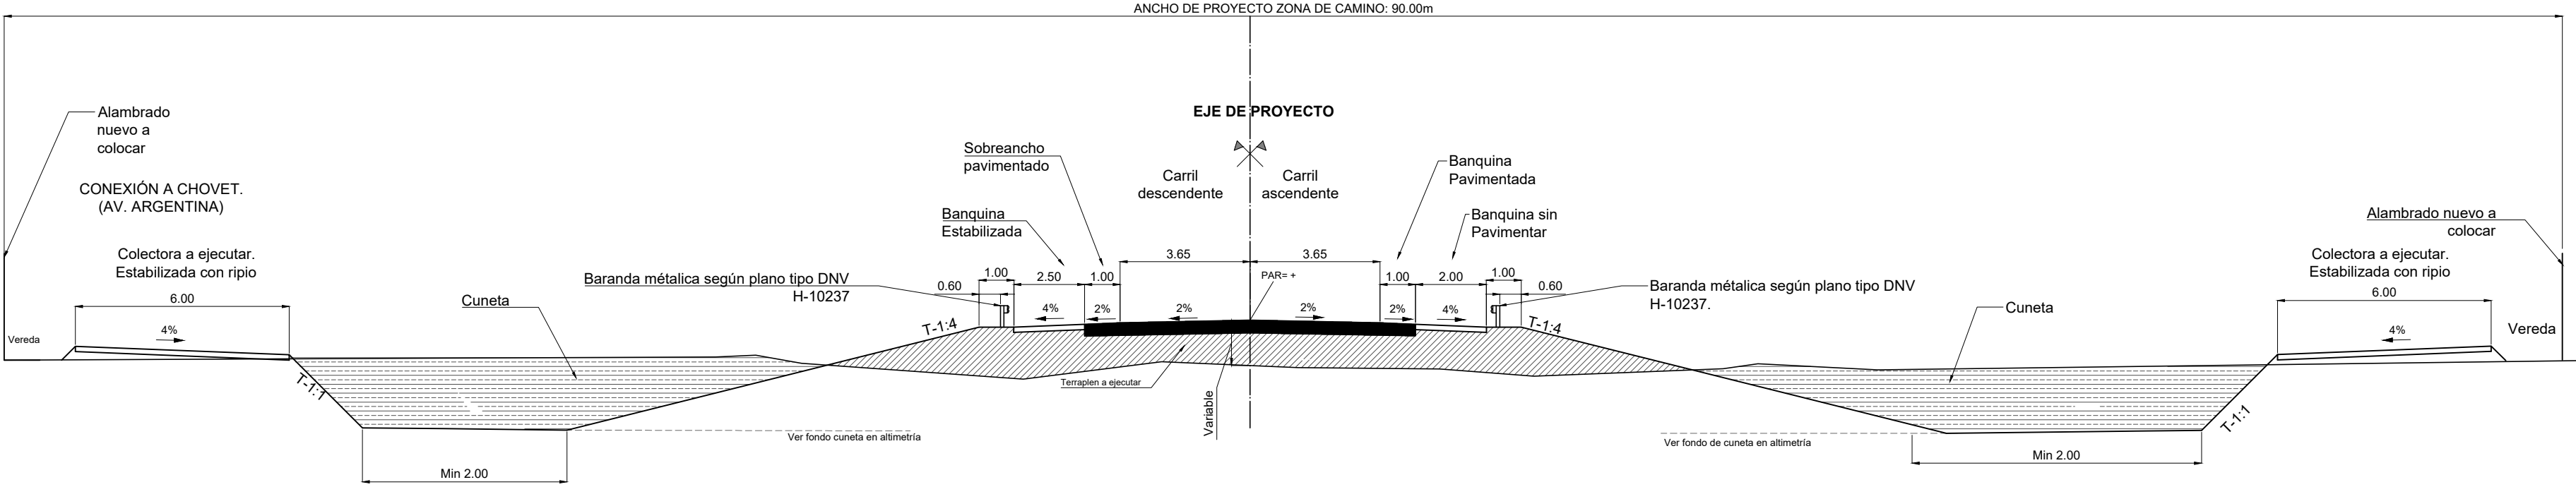 ANCHO DE PROYECTO ZONA DE CAMINO: 90.00m
Alambrado
nuevo a
colocar
CONEXIÓN A CHOVET.
(AV. ARGENTINA)
Colectora a ejecutar.
Estabilizada con ripio
6.00
4%
Vereda
T-1:1
Cuneta
Min 2.00
Ver fondo cuneta en altimetría
Baranda métalica según plano tipo DNV
H-10237
Sobreancho
pavimentado
Banquina
Estabilizada
EJE DE PROYECTO
Carril
descendente
Carril
ascendente
Banquina
Pavimentada
Banquina sin
Pavimentar
3.65
3.65
0.60
1.00
2.50
1.00
1.00
2.00
1.00
0.60
PAR= +
T-1:4
4%
2%
2%
2%
2%
4%
T-1:4
Terraplen a ejecutar
Variable
Baranda métalica según plano tipo DNV
H-10237.
Cuneta
Ver fondo de cuneta en altimetría
Min 2.00
T-1:1
Alambrado nuevo a
colocar
Colectora a ejecutar.
Estabilizada con ripio
6.00
4%
Vereda